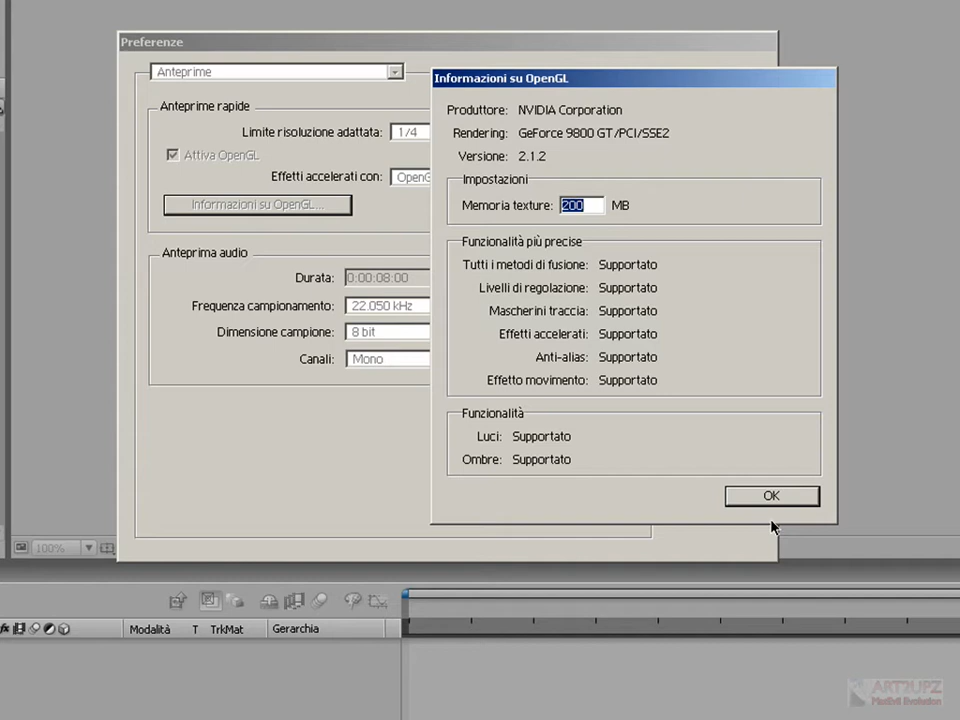 Preferenze
Anteprime
Anteprime rapide
Limite risoluzione adattata: 1/4
Attiva OpenGL
Effetti accelerati con: OpenG
Informazioni su OpenGL...
Anteprima audio
Durata: 0:00:08:00
Frequenza campionamento: 22.050 kHz
Dimensione campione: 8 bit
Canali: Mono
Informazioni su OpenGL
Produttore: NVIDIA Corporation
Rendering: GeForce 9800 GT/PCI/SSE2
Versione: 2.1.2
Impostazioni
Memoria texture: 200 MB
Funzionalità più precise
Tutti i metodi di fusione: Supportato
Livelli di regolazione: Supportato
Mascherini traccia: Supportato
Effetti accelerati: Supportato
Anti-alias: Supportato
Effetto movimento: Supportato
Funzionalità
Luci: Supportato
Ombre: Supportato
OK
100%
fx Modalità T TrkMat Gerarchia
ART2UPZ
Evolution